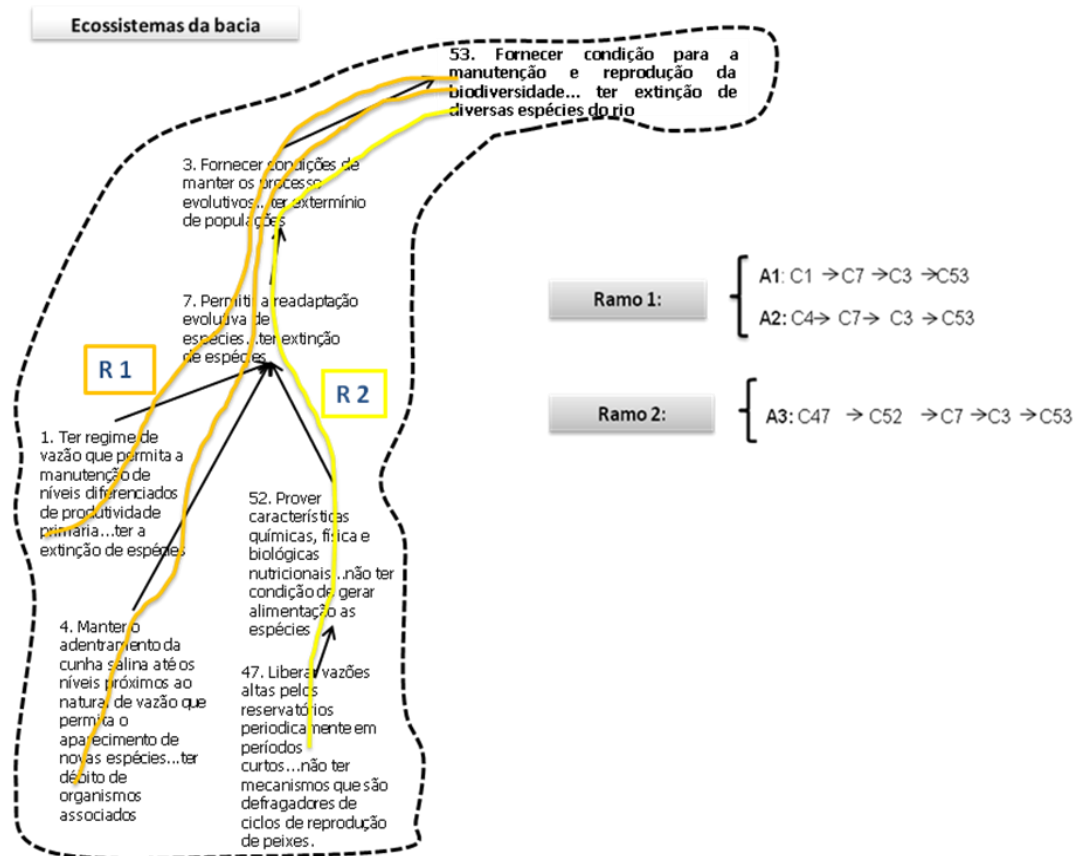 Ecossistemas da bacia
53. Fornecer condição para a
manutenção e reprodução da
biodiversidade... ter extinção de
diversas espécies do rio
3. Fornecer condições de
manter os processo
evolutivos...ter extermínio
de populações
7. Permitir a readaptação
evolutiva de
espécies...ter extinção
de espécies
R 1
R 2
1. Ter regime de
vazão que permita a
manutenção de
níveis diferenciados
de produtividade
primária...ter a
extinção de espécies
52. Prover
características
químicas, física e
biológicas
nutricionais...não ter
condição de gerar
alimentação as
espécies
4. Manter o
adentramento da
cunha salina até os
níveis próximos ao
natural de vazão que
permita o
aparecimento de
novas espécies...ter
débito de
organismos
associados
47. Liberar vazões
altas pelos
reservatórios
periodicamente em
períodos
curtos...não ter
mecanismos que são
defragadores de
ciclos de reprodução
de peixes.
Ramo 1:
A1: C1 →C7 →C3 →C53
A2: C4→ C7→ C3 → C53
Ramo 2:
A3: C47 → C52 → C7 →C3 → C53